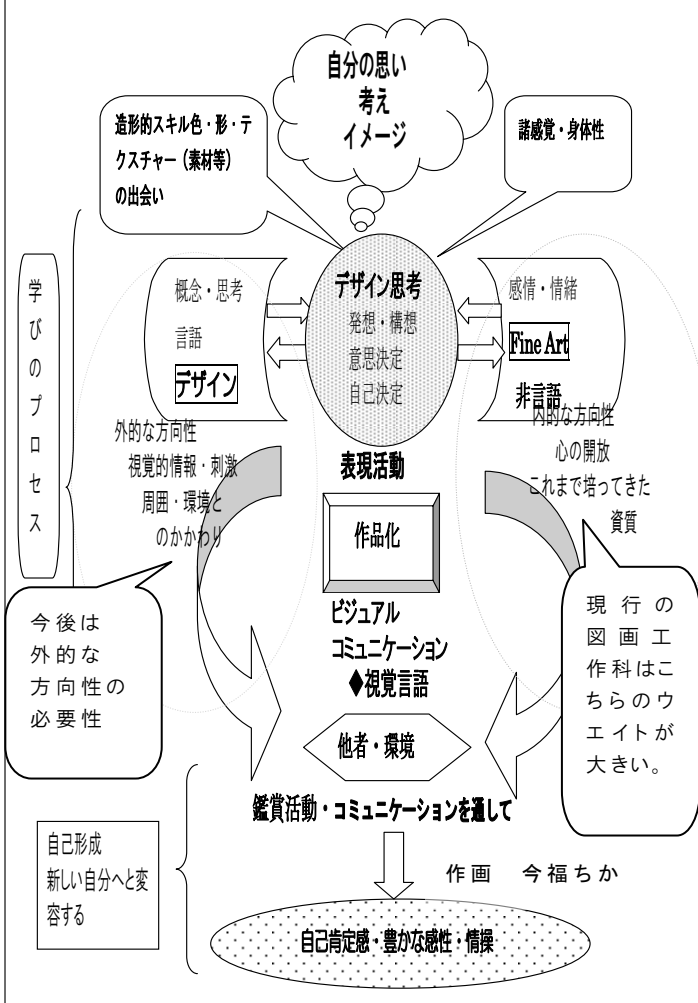 自分の思い
考え
イメージ
造形的スキル色・形・テ
クスチャー（素材等）
の出会い
諸感覚・身体性
学びのプロセス
概念・思考
言語
デザイン
デザイン思考
発想・構想
意思決定
自己決定
感情・情緒
Fine Art
非言語
外的な方向性
視覚的情報・刺激
周囲・環境と
のかかわり
表現活動
内的な方向性
心の開放
これまで培ってきた
資質
作品化
今後は
外的な
方向性の
必要性
ビジュアル
コミュニケーション
◆視覚言語
現行の
図画工
作科はこ
ちらのウ
エイトが
大きい。
他者・環境
鑑賞活動・コミュニケーションを通して
自己形成
新しい自分へと変
容する
作画　今福ちか
自己肯定感・豊かな感性・情操